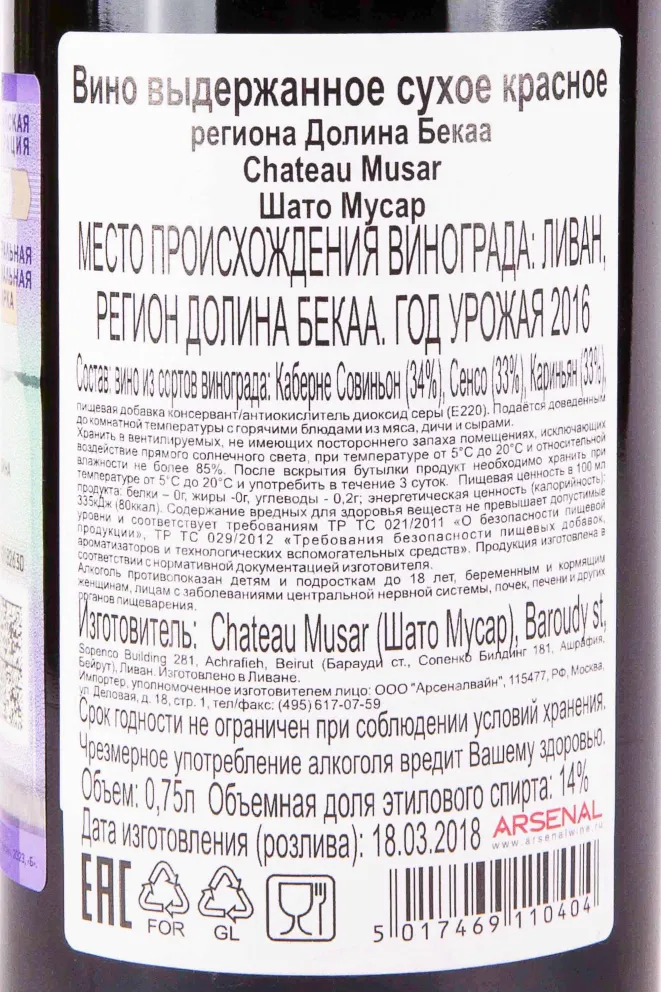 Вино выдержанное сухое красное
региона Долина Бекаа
Chateau Musar
Шато Мусар
МЕСТО ПРОИСХОЖДЕНИЯ ВИНОГРАДА: ЛИВАН,
РЕГИОН ДОЛИНА БЕКАА. ГОД УРОЖАЯ 2016
Состав: вино из сортов винограда: Каберне Совиньон (34%), Сенсо (33%), Кариньян (33%),
пищевая добавка консервант/антиокислитель диоксид серы (Е220). Подаётся доведенным
до комнатной температуры с горячими блюдами из мяса, дичи и сырами.
Хранить в вентилируемых, не имеющих постороннего запаха помещениях, исключающих
воздействие прямого солнечного света, при температуре от 5°С до 20°С и относительной
влажности не более 85%. После вскрытия бутылки продукт необходимо хранить при
температуре от 5°С до 20°С и употребить в течение 3 суток. Пищевая ценность в 100 мл
продукта: белки – 0г, жиры -0г, углеводы - 0,2г; энергетическая ценность (калорийность):
335кДж (80ккал). Содержание вредных для здоровья веществ не превышает допустимые
уровни и соответствует требованиям ТР ТС 021/2011 «О безопасности пищевой
продукции», ТР ТС 029/2012 «Требования безопасности пищевых добавок,
ароматизаторов и технологических вспомогательных средств». Продукция изготовлена в
соответствии с нормативной документацией изготовителя.
Алкоголь противопоказан детям и подросткам до 18 лет, беременным и кормящим
женщинам, лицам с заболеваниями центральной нервной системы, почек, печени и других
органов пищеварения.
Изготовитель: Chateau Musar (Шато Мусар), Baroudy st,
Sopenco Building 281, Achrafieh, Beirut (Барауди ст., Сопенко Билдинг 181, Ашрафия,
Бейрут), Ливан. Изготовлено в Ливане.
Импортер, уполномоченное изготовителем лицо: ООО "Арсеналвайн", 115477, РФ, Москва,
ул Деловая, д. 18, стр. 1, тел/факс: (495) 617-07-59
Срок годности не ограничен при соблюдении условий хранения.
Чрезмерное употребление алкоголя вредит Вашему здоровью.
Объем: 0,75л Объемная доля этилового спирта: 14%
Дата изготовления (розлива): 18.03.2018
ARSENAL
www.arsenalwine.ru
EAC
FOR
GL
5 017469 110404